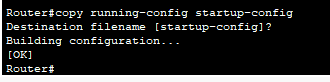 Router#copy running-config startup-config
Destination filename [startup-config]?
Building configuration...
[OK]
Router#